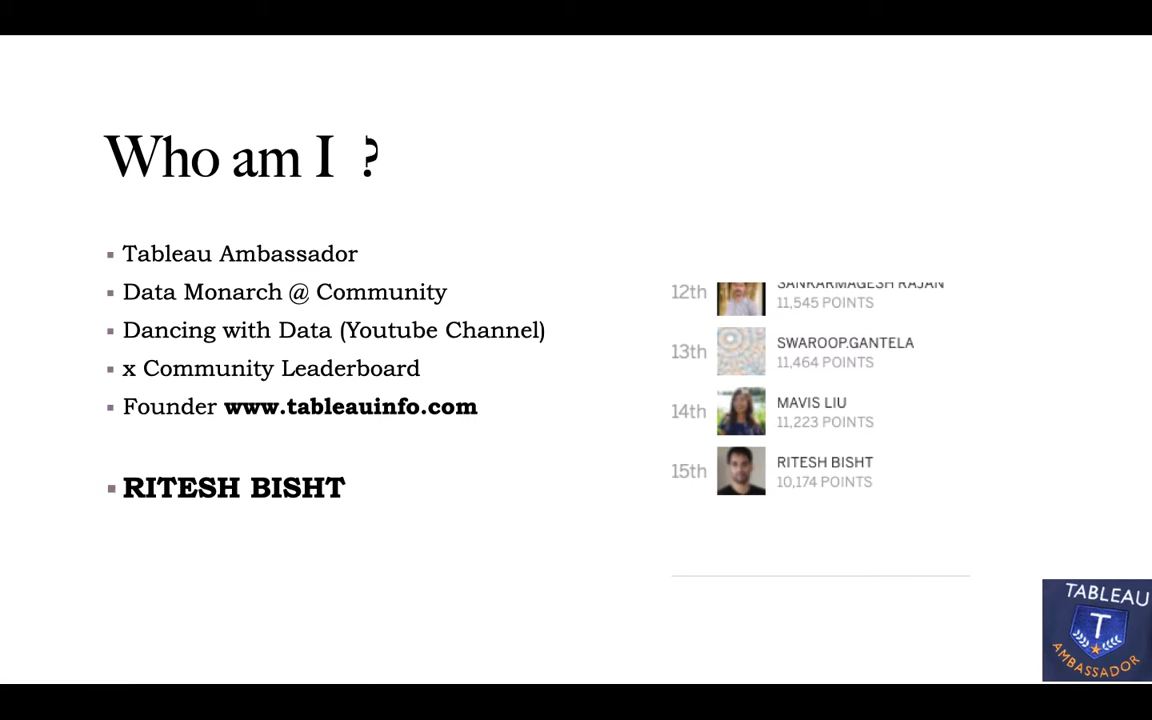 Who am I ?
Tableau Ambassador
Data Monarch @ Community
Dancing with Data (Youtube Channel)
x Community Leaderboard
Founder www.tableauinfo.com
RITESH BISHT
12th
SANKARMAGESH RAJAN
11,545 POINTS
13th
SWAROOP.GANTELA
11,464 POINTS
14th
MAVIS LIU
11,223 POINTS
15th
RITESH BISHT
10,174 POINTS
TABLEAU
T
AMBASSADOR